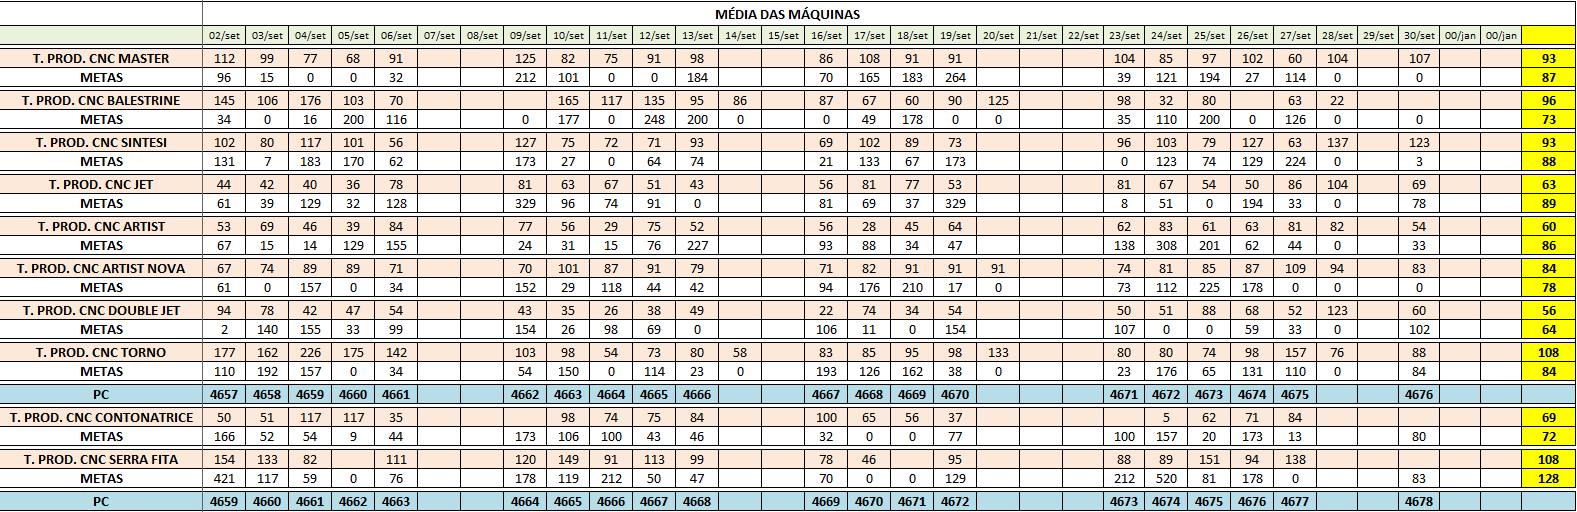 MÉDIA DAS MÁQUINAS
02/set 03/set 04/set 05/set 06/set 07/set 08/set 09/set 10/set 11/set 12/set 13/set 14/set 15/set 16/set 17/set 18/set 19/set 20/set 21/set 22/set 23/set 24/set 25/set 26/set 27/set 28/set 29/set 30/set 00/jan 00/jan
T. PROD. CNC MASTER 112 99 77 68 91 125 82 75 91 98 86 108 91 91 104 85 97 102 60 104 107 93
METAS 96 15 0 0 32 212 101 0 0 184 70 165 183 264 39 121 194 27 114 0 0 87
T. PROD. CNC BALESTRINE 145 106 176 103 70 165 117 135 95 86 87 67 60 90 125 98 32 80 63 22 96
METAS 34 0 16 200 116 0 177 0 248 200 0 0 49 178 0 0 35 110 200 0 126 0 0 73
T. PROD. CNC SINTESI 102 80 117 101 56 127 75 72 71 93 69 102 89 73 96 103 79 127 63 137 123 93
METAS 131 7 183 170 62 173 27 0 64 74 21 133 67 173 0 123 74 129 224 0 3 88
T. PROD. CNC JET 44 42 40 36 78 81 63 67 51 43 56 81 77 53 81 67 54 50 86 104 69 63
METAS 61 39 129 32 128 329 96 74 91 0 81 69 37 329 8 51 0 194 33 0 78 89
T. PROD. CNC ARTIST 53 69 46 39 84 77 56 29 75 52 56 28 45 64 62 83 61 63 81 82 54 60
METAS 67 15 14 129 155 24 31 15 76 227 93 88 34 47 138 308 201 62 44 0 33 86
T. PROD. CNC ARTIST NOVA 67 74 89 89 71 70 101 87 91 79 71 82 91 91 91 74 81 85 87 109 94 83 84
METAS 61 0 157 0 34 152 29 118 44 42 94 176 210 17 0 73 112 225 178 0 0 0 78
T. PROD. CNC DOUBLE JET 94 78 42 47 54 43 35 26 38 49 22 74 34 54 50 51 88 68 52 123 60 56
METAS 2 140 155 33 99 154 26 98 69 0 106 11 0 154 107 0 0 59 33 0 102 64
T. PROD. CNC TORNO 177 162 226 175 142 103 98 54 73 80 58 83 85 95 98 133 80 80 74 98 157 76 88 108
METAS 110 192 157 0 34 54 150 0 114 23 0 193 126 162 38 0 23 176 65 131 110 0 84 84
PC 4657 4658 4659 4660 4661 4662 4663 4664 4665 4666 4667 4668 4669 4670 4671 4672 4673 4674 4675 4676
T. PROD. CNC CONTONATRICE 50 51 117 117 35 98 74 75 84 100 65 56 37 5 62 71 84 69
METAS 166 52 54 9 44 173 106 100 43 46 32 0 0 77 100 157 20 173 13 80 72
T. PROD. CNC SERRA FITA 154 133 82 111 120 149 91 113 99 78 46 95 88 89 151 94 138 108
METAS 421 117 59 0 76 178 119 212 50 47 70 0 0 129 212 520 81 178 0 83 128
PC 4659 4660 4661 4662 4663 4664 4665 4666 4667 4668 4669 4670 4671 4672 4673 4674 4675 4676 4677 4678